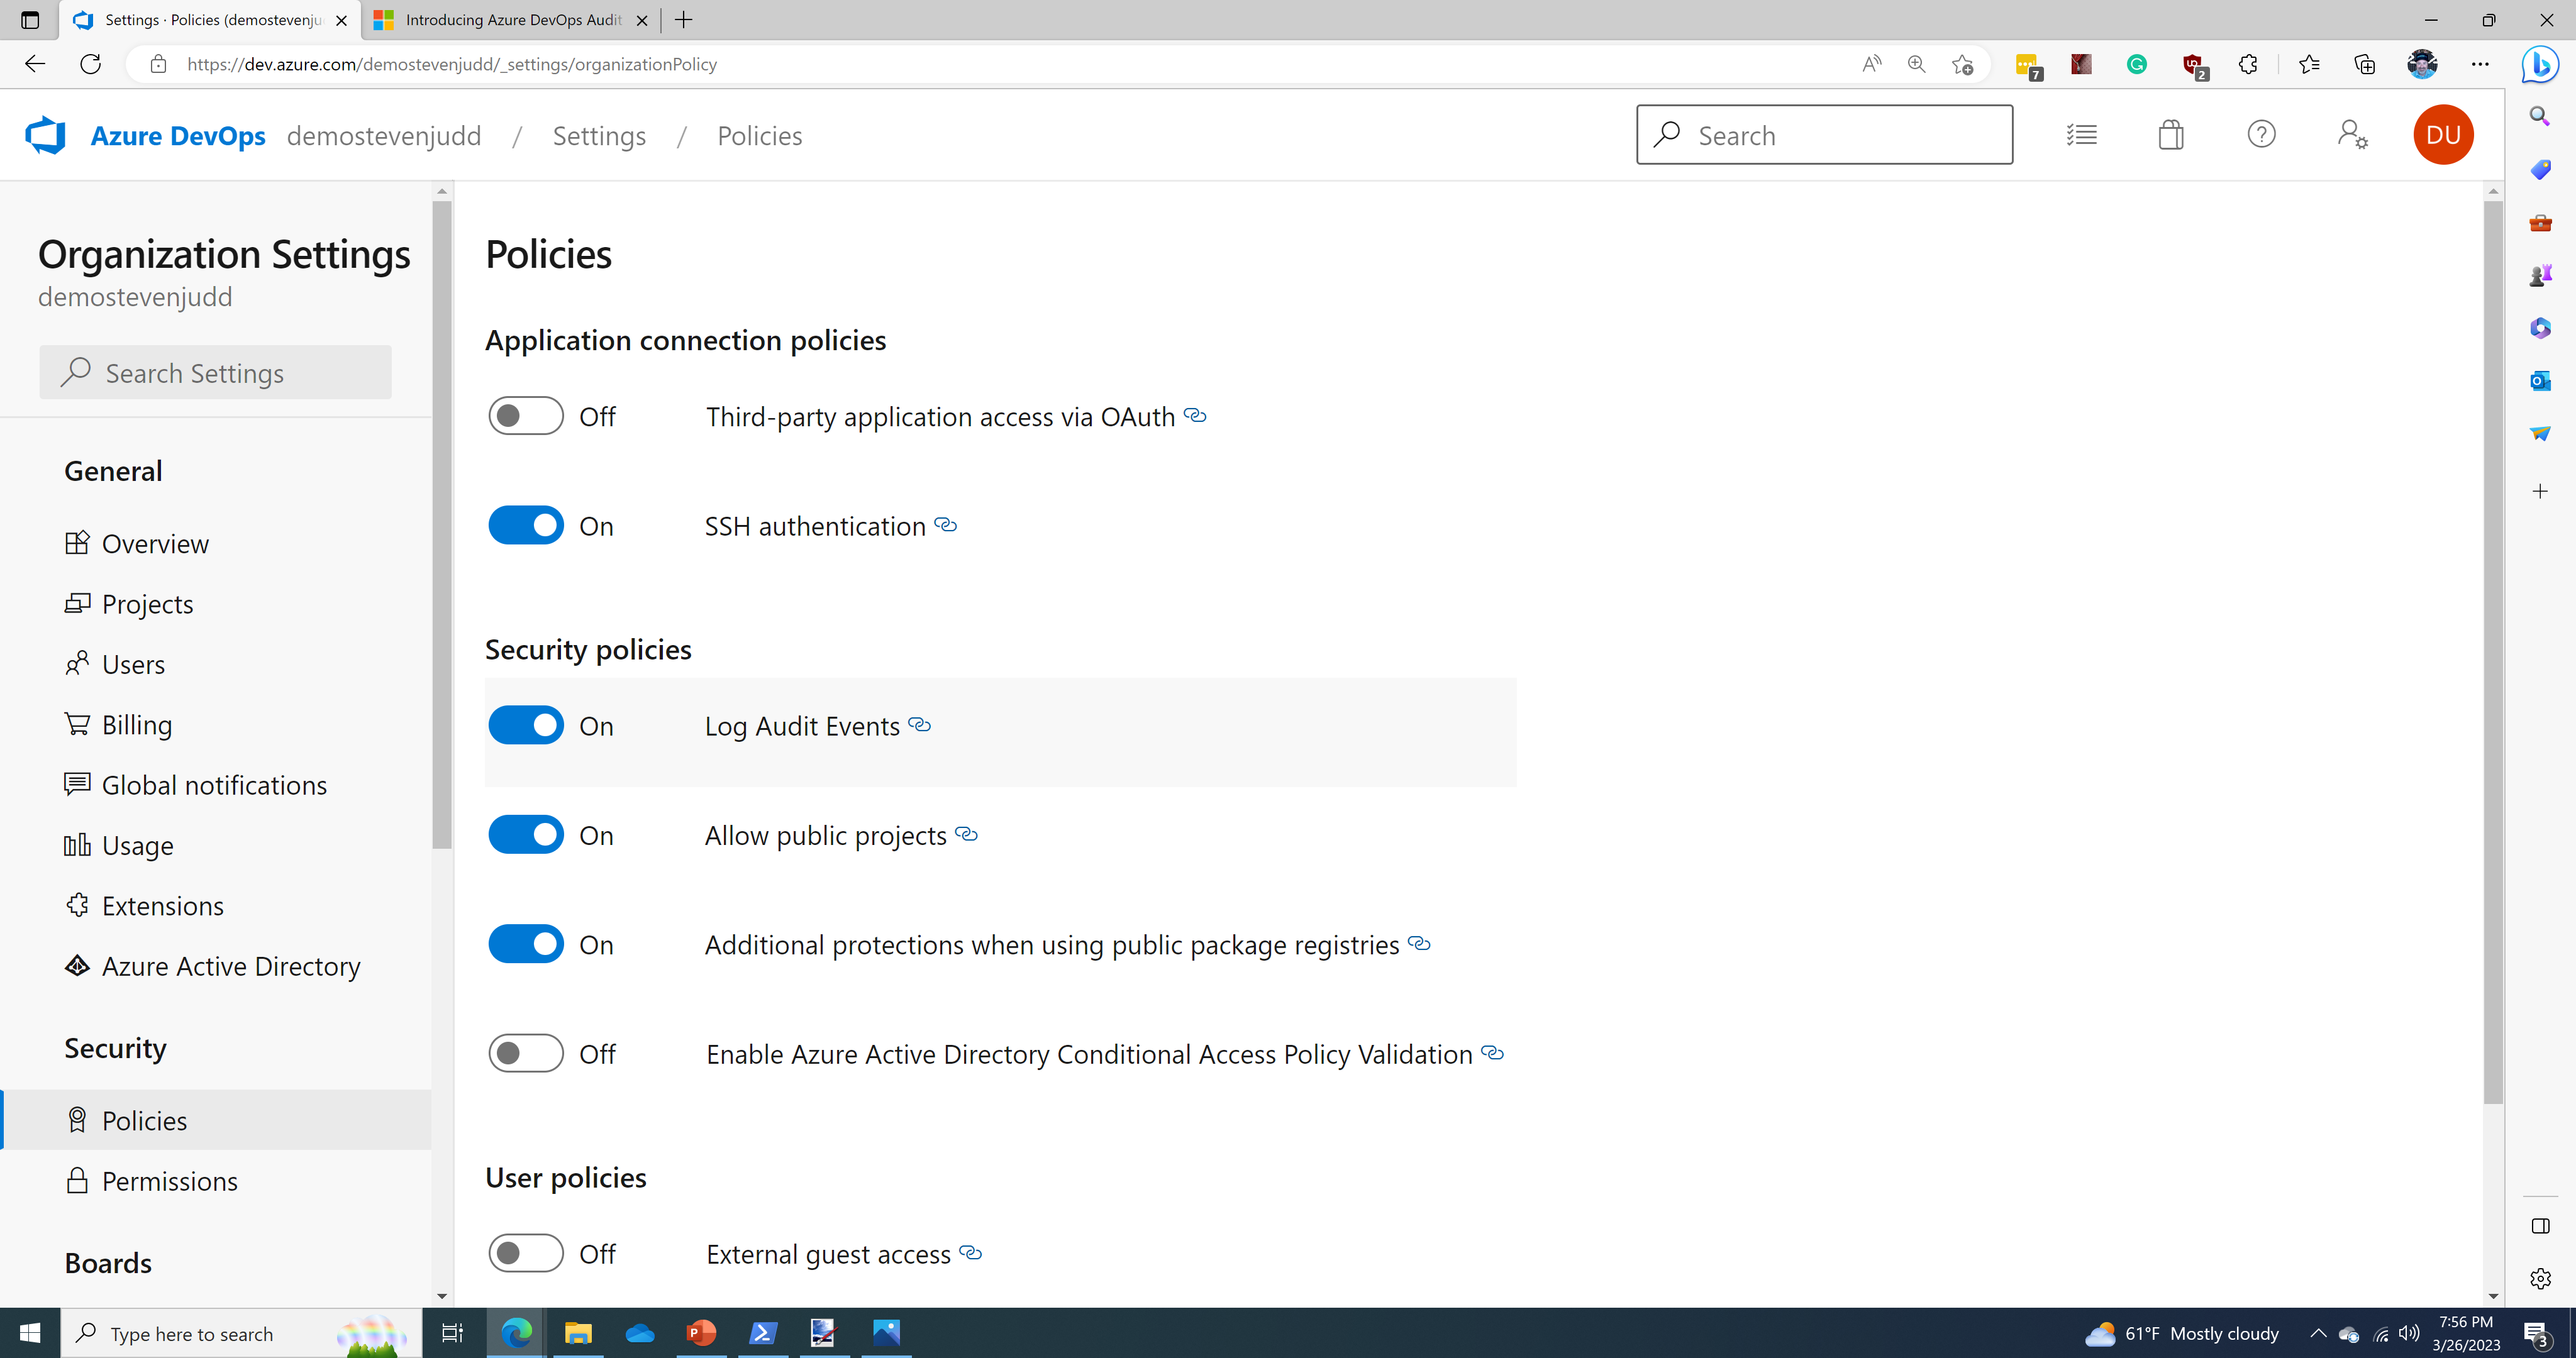 Settings · Policies (demostevenju
Introducing Azure DevOps Audit
https://dev.azure.com/demostevenjudd/_settings/organizationPolicy
7
2
Azure DevOps demostevenjudd / Settings / Policies
Search
DU
Organization Settings
demostevenjudd
Search Settings
General
Overview
Projects
Users
Billing
Global notifications
Usage
Extensions
Azure Active Directory
Security
Policies
Permissions
Boards
Policies
Application connection policies
Off Third-party application access via OAuth
On SSH authentication
Security policies
On Log Audit Events
On Allow public projects
On Additional protections when using public package registries
Off Enable Azure Active Directory Conditional Access Policy Validation
User policies
Off External guest access
Type here to search
61°F Mostly cloudy
7:56 PM
3/26/2023
3